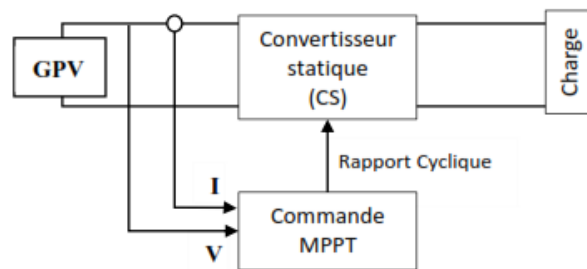 GPV
Convertisseur
statique
(CS)
Charge
Rapport Cyclique
I
V
Commande
MPPT